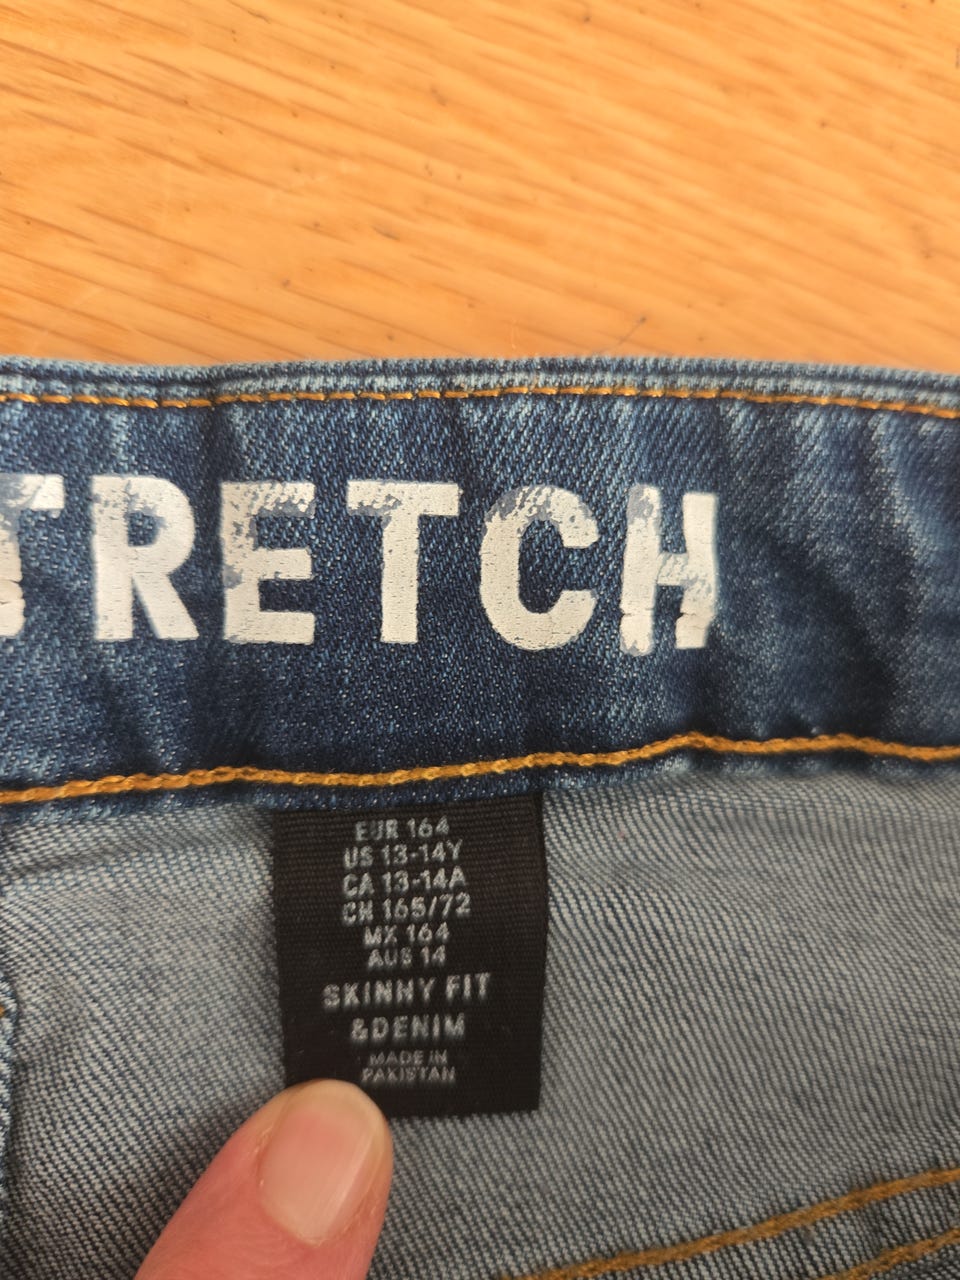 TRETCH
EUR 164
US 13-14Y
CA 13-14A
CN 165/72
MX 164
AUS 14
SKINNY FIT
&DENIM
MADE IN
PAKISTAN